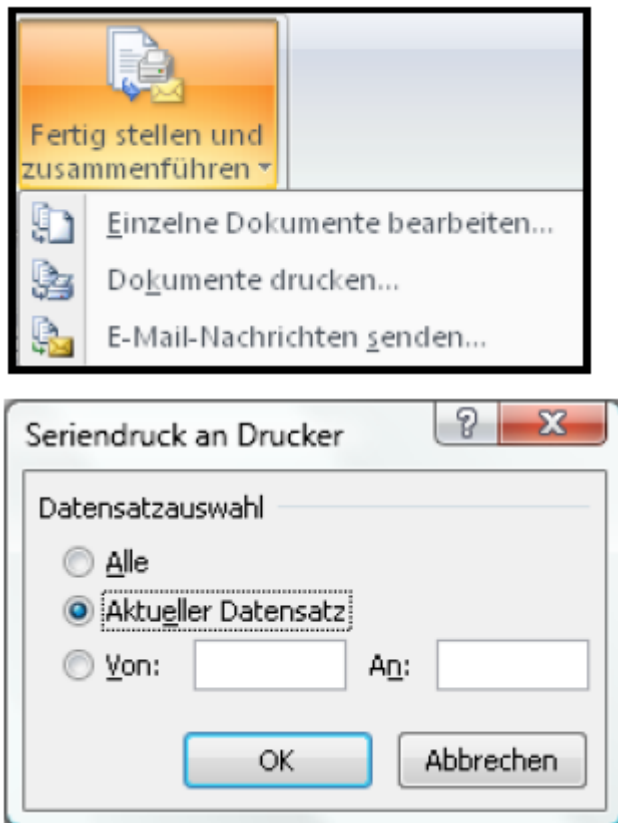 Fertig stellen und
zusammenführen
Einzelne Dokumente bearbeiten...
Dokumente drucken...
E-Mail-Nachrichten senden...
Seriendruck an Drucker
Datensatzauswahl
Alle
Aktueller Datensatz
Von: An:
OK Abbrechen